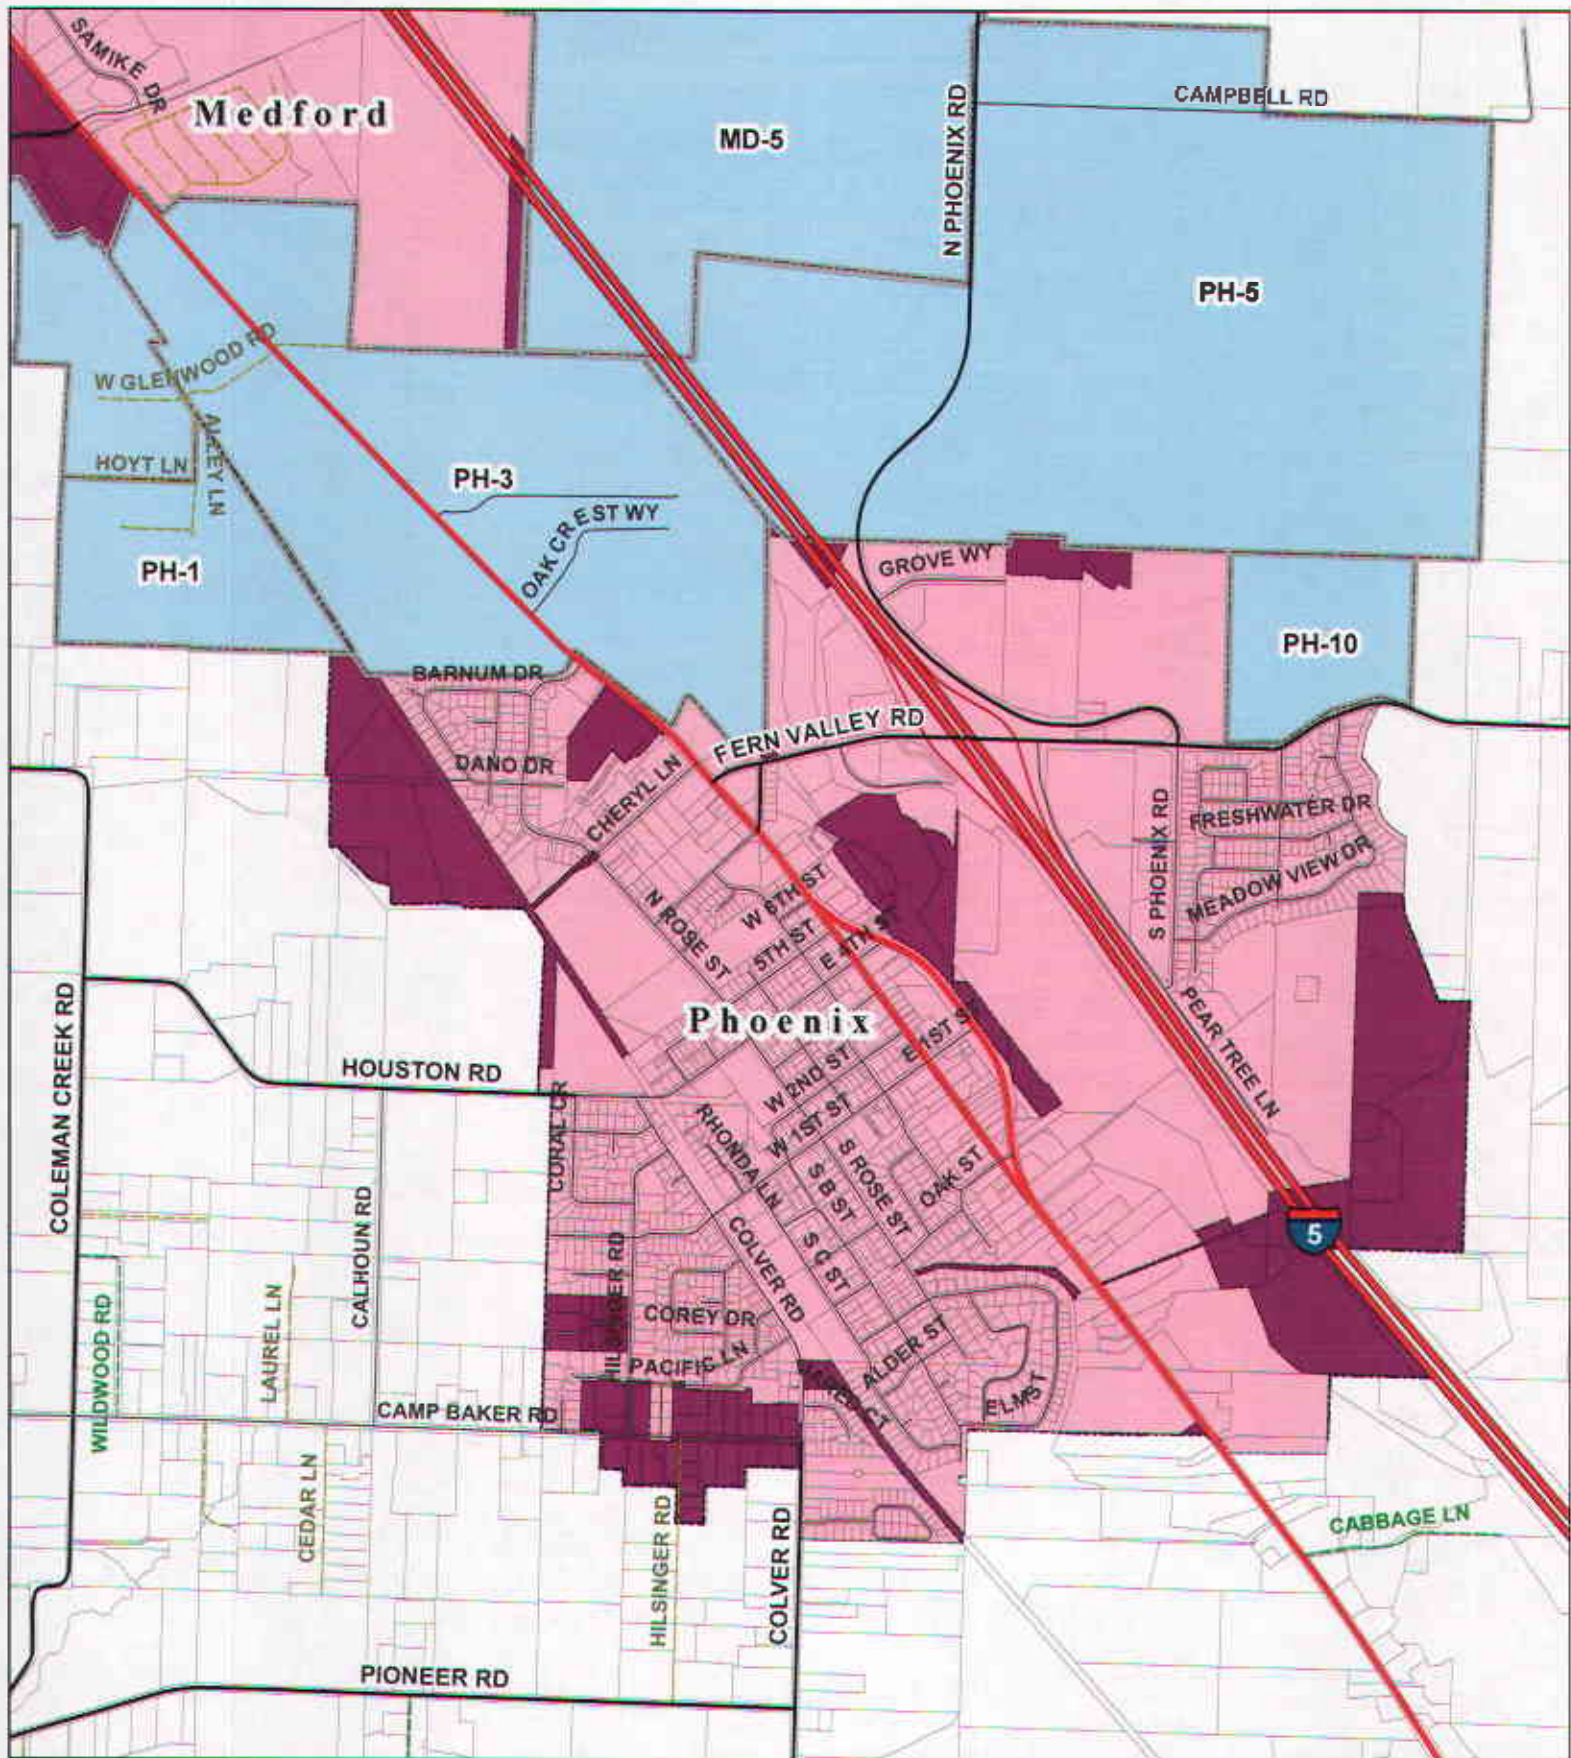 SAMIKE DR
Medford
CAMPBELL RD
MD-5
N PHOENIX RD
PH-5
W GLENWOOD RD
HOYT LN
PH-3
OAKCREST WY
PH-1
GROVE WY
PH-10
BARNUM DR
DANO DR
FERN VALLEY RD
CHERYL LN
FRESHWATER DR
MEADOW VIEW DR
S PHOENIX RD
N ROSE ST
W 6TH ST
5TH ST
E 4TH ST
Phoenix
PEAR TREE LN
E 1ST ST
COLEMAN CREEK RD
HOUSTON RD
W 2ND ST
W 1ST ST
CORAL CR
RHONDA LN
S ROSE ST
S B ST
OAK ST
CALHOUN RD
COLVER RD
S C ST
5
WILDWOOD RD
LAUREL LN
HILSINGER RD
COREY DR
PACIFIC LN
ALDER ST
ELM ST
CAMP BAKER RD
CEDAR LN
HILSINGER RD
COLVER RD
CABBAGE LN
PIONEER RD